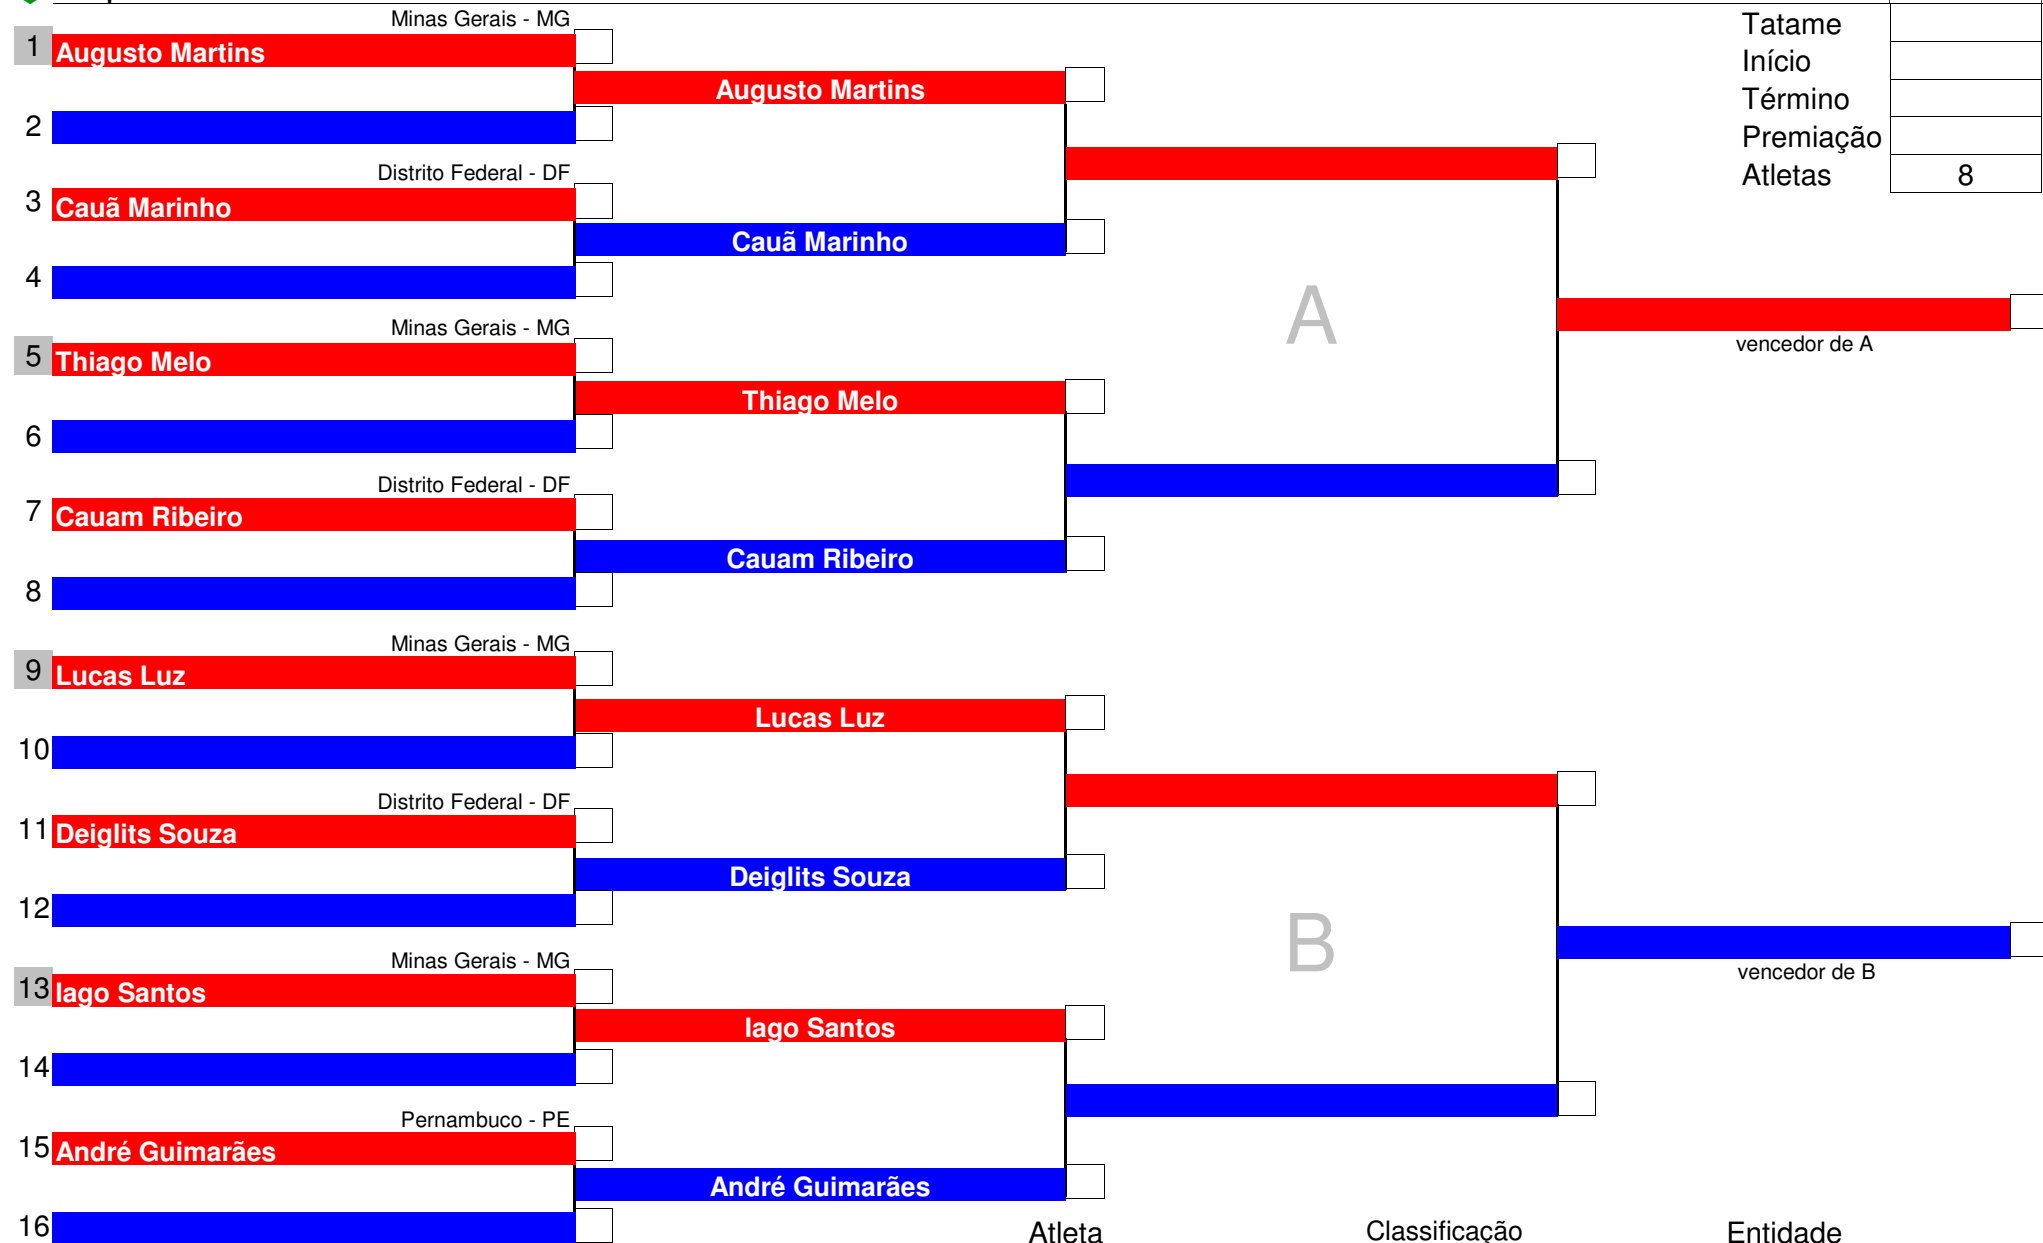 Minas Gerais - MG
1 Augusto Martins
Augusto Martins
2
Distrito Federal - DF
3 Cauã Marinho
Cauã Marinho
4
Minas Gerais - MG
5 Thiago Melo
Thiago Melo
6
Distrito Federal - DF
7 Cauam Ribeiro
Cauam Ribeiro
8
Minas Gerais - MG
9 Lucas Luz
Lucas Luz
10
Distrito Federal - DF
11 Deiglits Souza
Deiglits Souza
12
Minas Gerais - MG
13 Iago Santos
Iago Santos
14
Pernambuco - PE
15 André Guimarães
André Guimarães
16
A
vencedor de A
B
vencedor de B
Tatame
Início
Término
Premiação
Atletas 8
Atleta Classificação Entidade